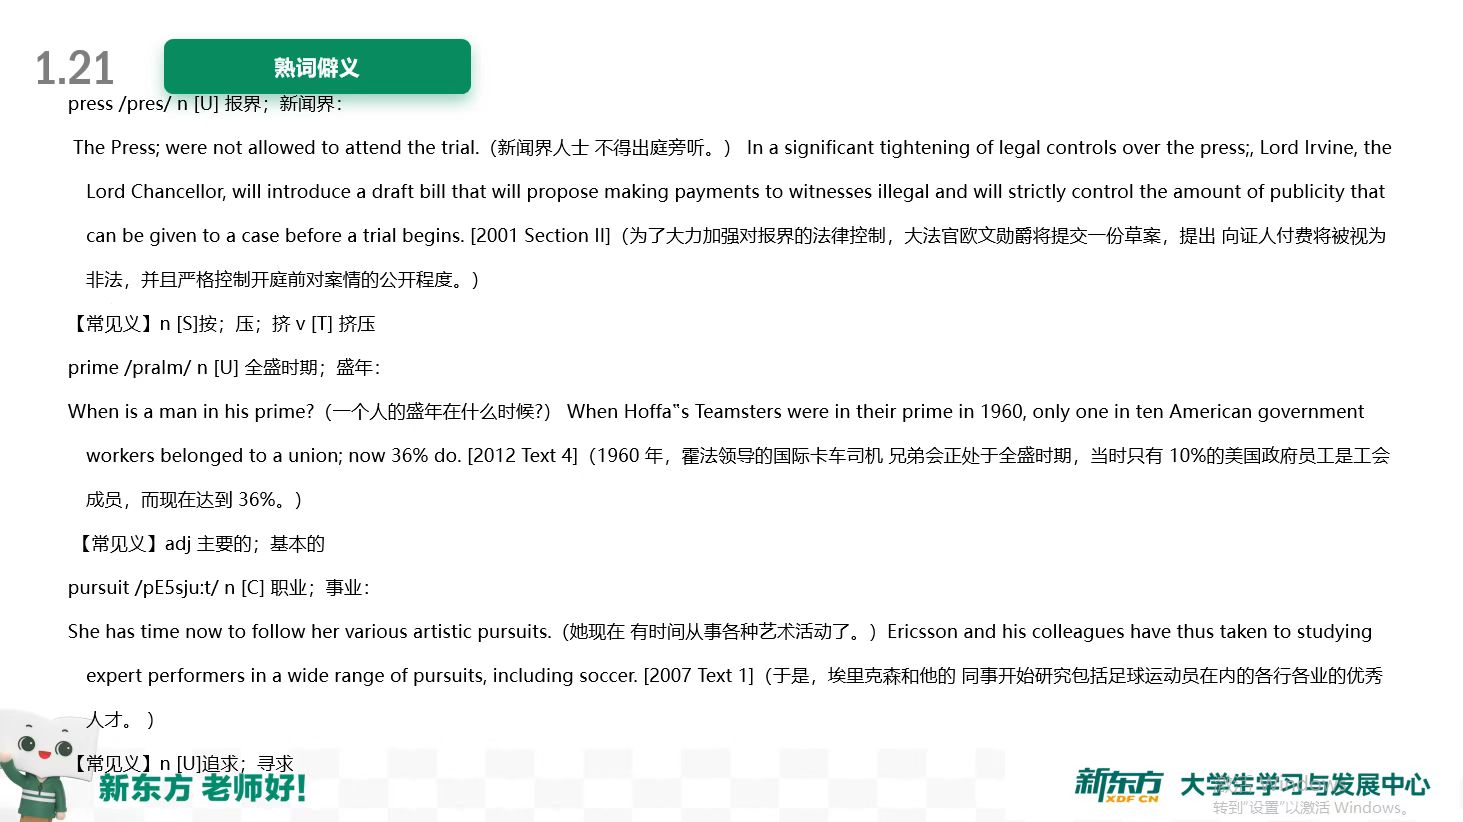 1.21
熟词僻义
press /pres/ n [U] 报界；新闻界：
The Press; were not allowed to attend the trial.（新闻界人士 不得出庭旁听。） In a significant tightening of legal controls over the press;, Lord Irvine, the
Lord Chancellor, will introduce a draft bill that will propose making payments to witnesses illegal and will strictly control the amount of publicity that
can be given to a case before a trial begins. [2001 Section II]（为了大力加强对报界的法律控制，大法官欧文勋爵将提交一份草案，提出 向证人付费将被视为
非法，并且严格控制开庭前对案情的公开程度。）
【常见义】n [S]按；压；挤 v [T] 挤压
prime /pralm/ n [U] 全盛时期；盛年：
When is a man in his prime?（一个人的盛年在什么时候?） When Hoffa‟s Teamsters were in their prime in 1960, only one in ten American government
workers belonged to a union; now 36% do. [2012 Text 4]（1960 年，霍法领导的国际卡车司机 兄弟会正处于全盛时期，当时只有 10%的美国政府员工是工会
成员，而现在达到 36%。）
【常见义】adj 主要的；基本的
pursuit /pE5sju:t/ n [C] 职业；事业：
She has time now to follow her various artistic pursuits.（她现在 有时间从事各种艺术活动了。）Ericsson and his colleagues have thus taken to studying
expert performers in a wide range of pursuits, including soccer. [2007 Text 1]（于是，埃里克森和他的 同事开始研究包括足球运动员在内的各行各业的优秀
人才。 ）
【常见义】n [U]追求；寻求
新东方 老师好!
新东方 XDF.CN 大学生学习与发展中心
激活 Windows
转到"设置"以激活 Windows。